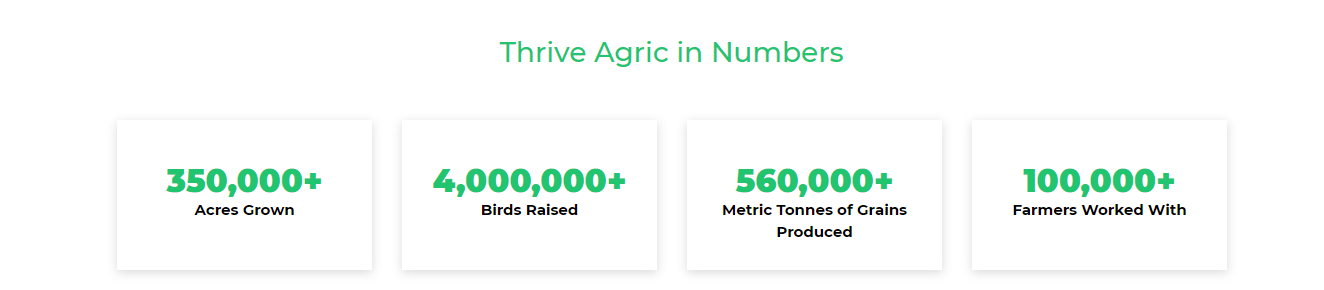 Thrive Agric in Numbers
350,000+
Acres Grown
4,000,000+
Birds Raised
560,000+
Metric Tonnes of Grains
Produced
100,000+
Farmers Worked With